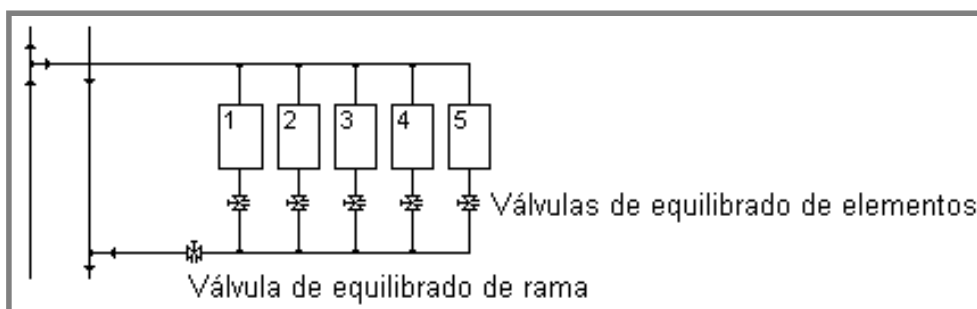 1 2 3 4 5
Válvulas de equilibrado de elementos
Válvula de equilibrado de rama